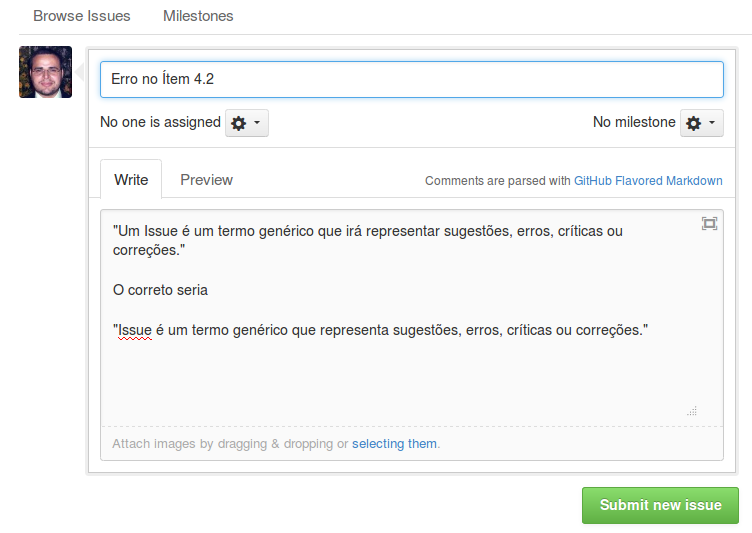 Browse Issues Milestones
Erro no Ítem 4.2
No one is assigned No milestone
Write Preview Comments are parsed with GitHub Flavored Markdown
"Um Issue é um termo genérico que irá representar sugestões, erros, críticas ou
correções."
O correto seria
"Issue é um termo genérico que representa sugestões, erros, críticas ou correções."
Attach images by dragging & dropping or selecting them.
Submit new issue